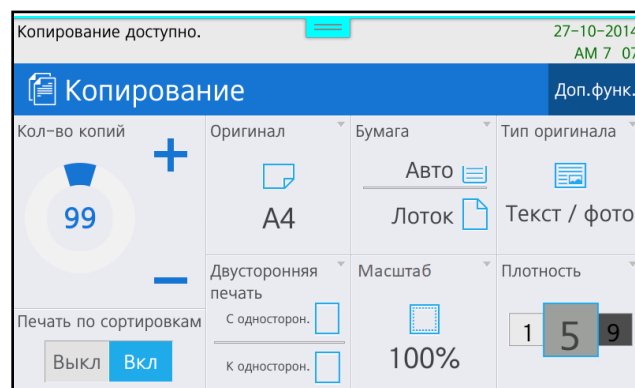 Копирование доступно.
27-10-2014
AM 7 07
Копирование
Доп.функ.
Кол-во копий
99
Оригинал
A4
Бумага
Авто
Лоток
Тип оригинала
Текст / фото
Печать по сортировкам
Выкл Вкл
Двусторонняя
печать
С односторон.
К односторон.
Масштаб
100%
Плотность
1 5 9